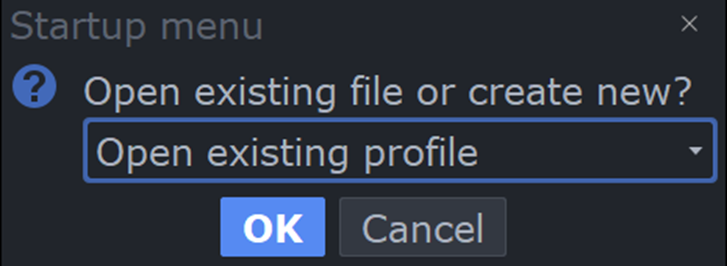 Startup menu
Open existing file or create new?
Open existing profile
OK Cancel